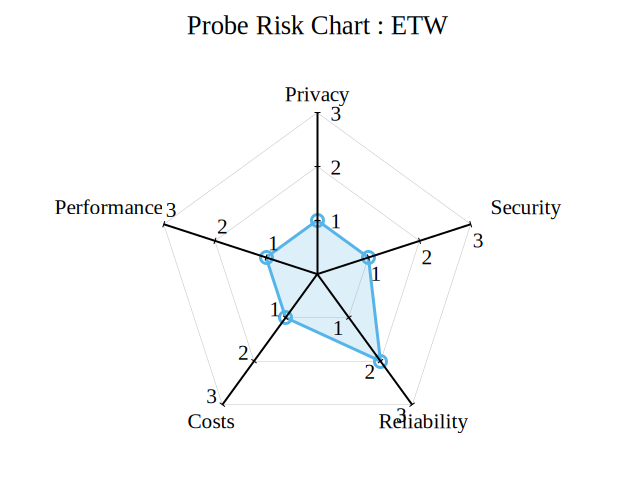 Probe Risk Chart : ETW
Privacy
3
2
1
Performance 3
2
1
Security
3
2
1
1
2
3
Costs
1
2
3
Reliability